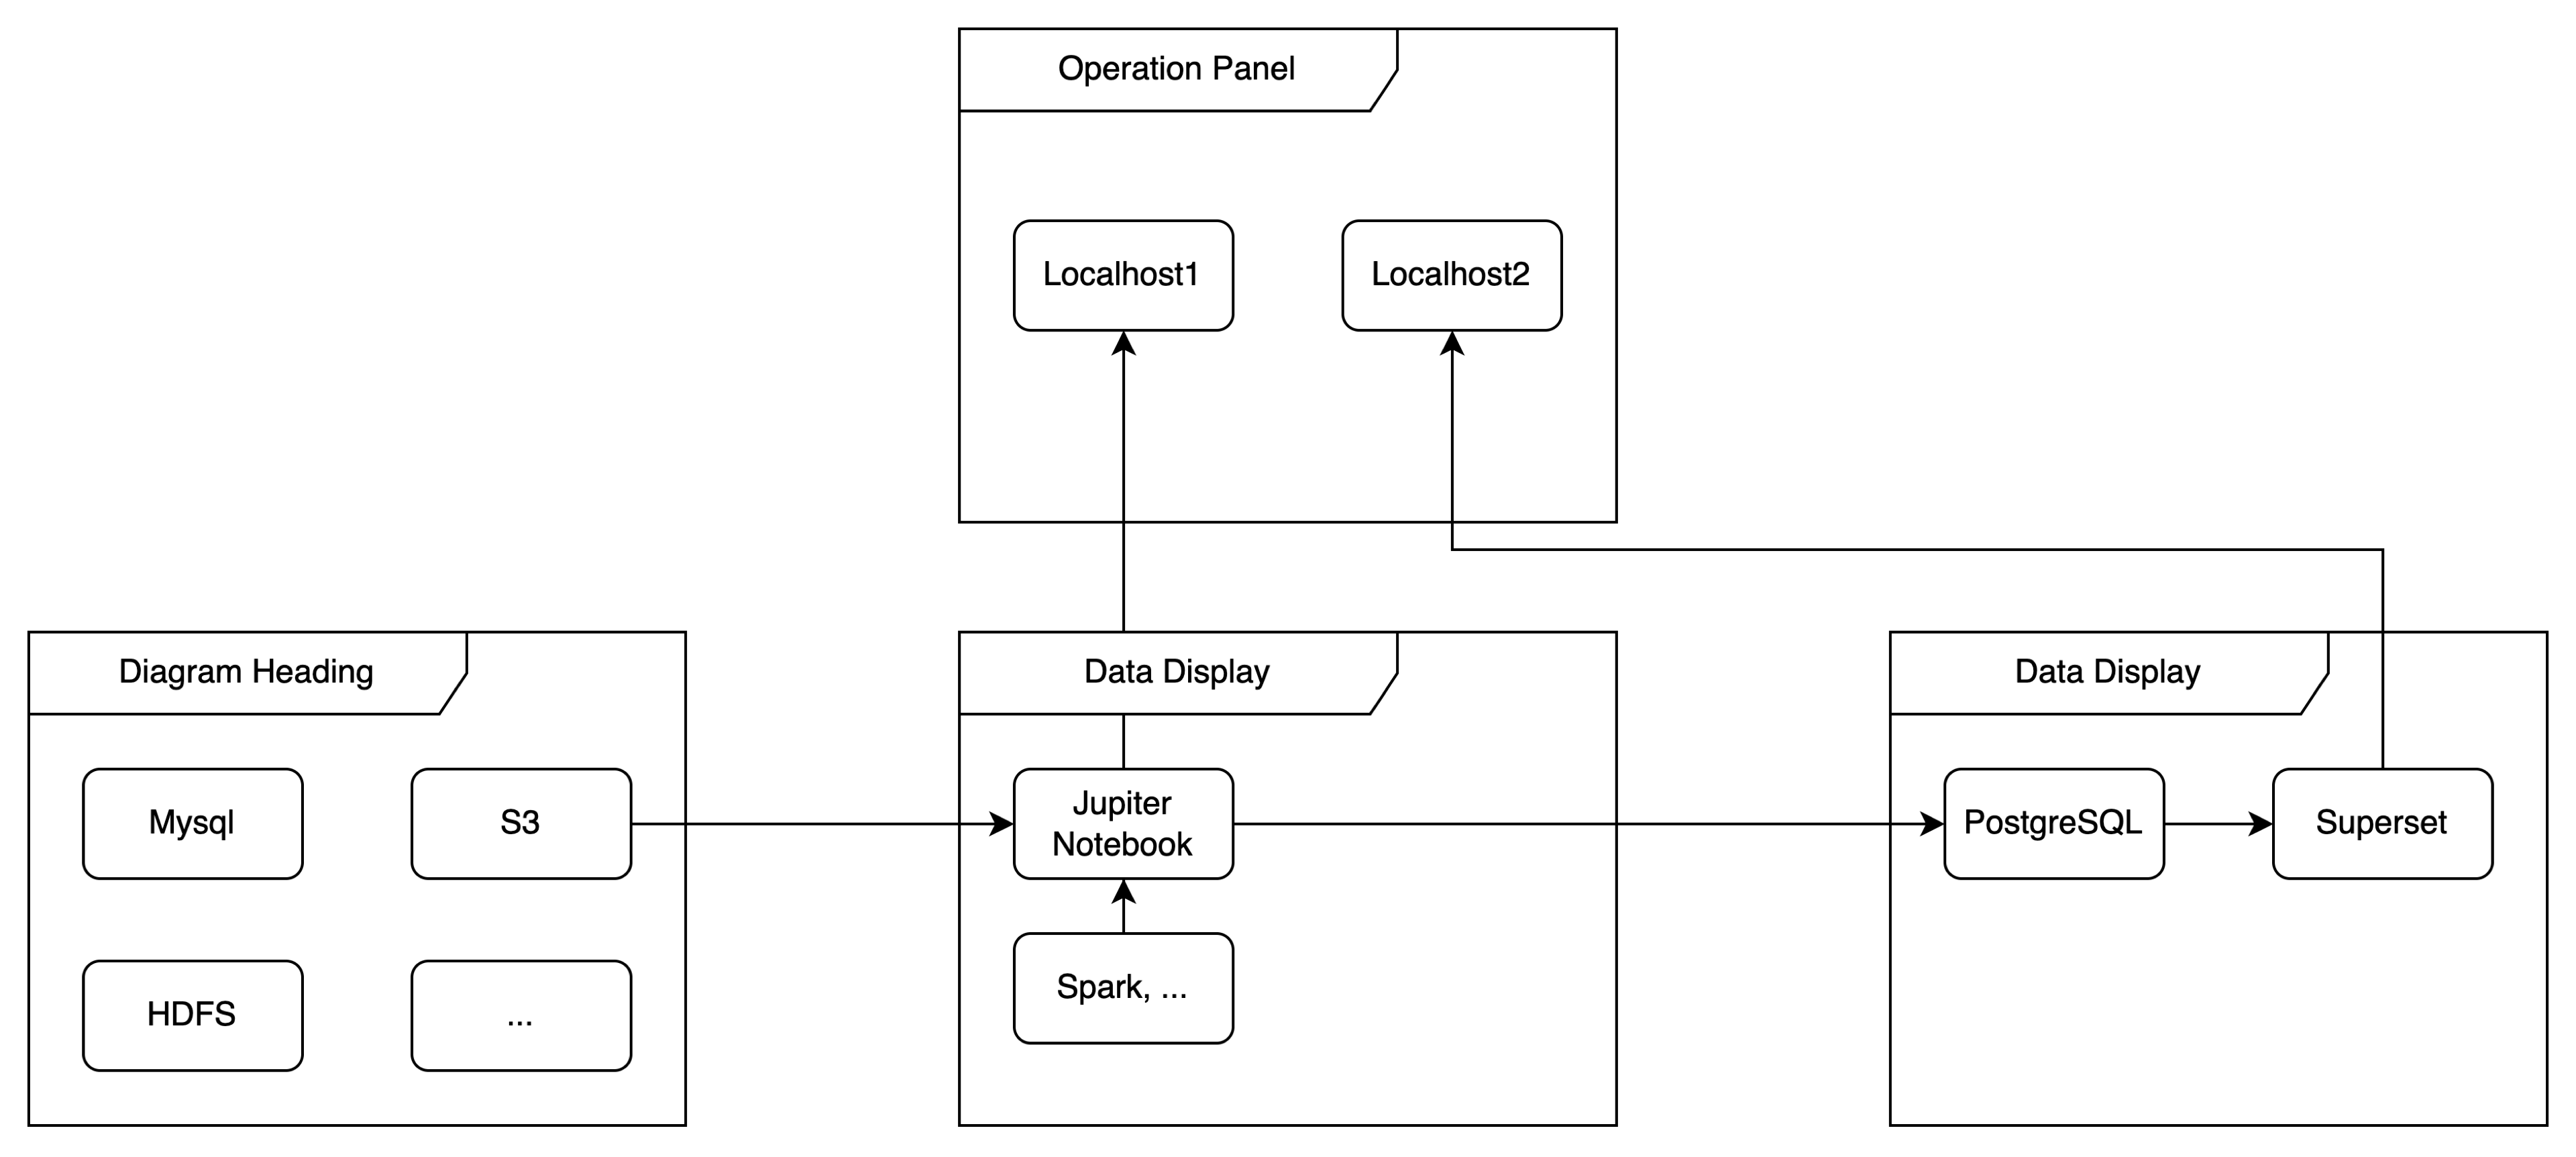 Operation Panel
Localhost1
Localhost2
Diagram Heading
Mysql
S3
HDFS
...
Data Display
Jupiter
Notebook
Spark, ...
Data Display
PostgreSQL
Superset